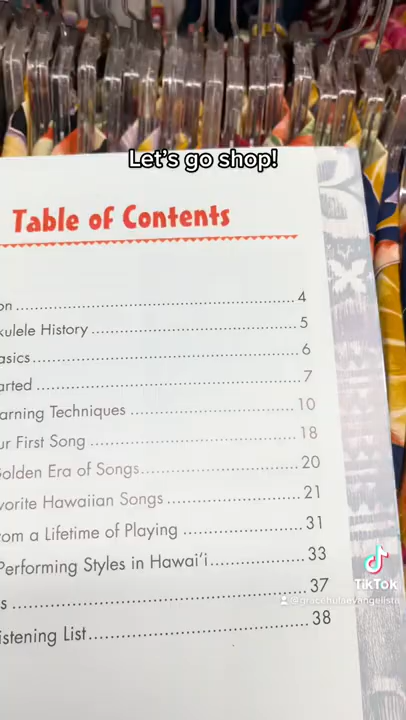 Let's go shop!
Table of Contents
on 4
kulele History 5
asics 6
arted 7
arning Techniques 10
ur First Song 18
Golden Era of Songs 20
vorite Hawaiian Songs 21
rom a Lifetime of Playing 31
Performing Styles in Hawai'i 33
s 37
istening List 38
TikTok